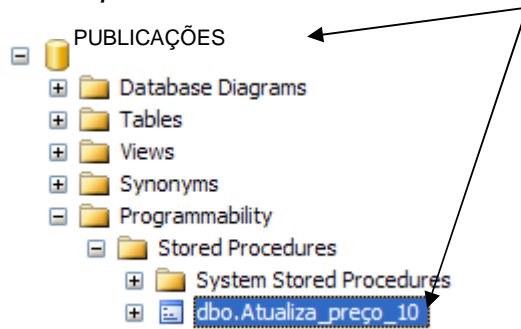 PUBLICAÇÕES
Database Diagrams
Tables
Views
Synonyms
Programmability
Stored Procedures
System Stored Procedures
dbo.Atualiza_preço_10